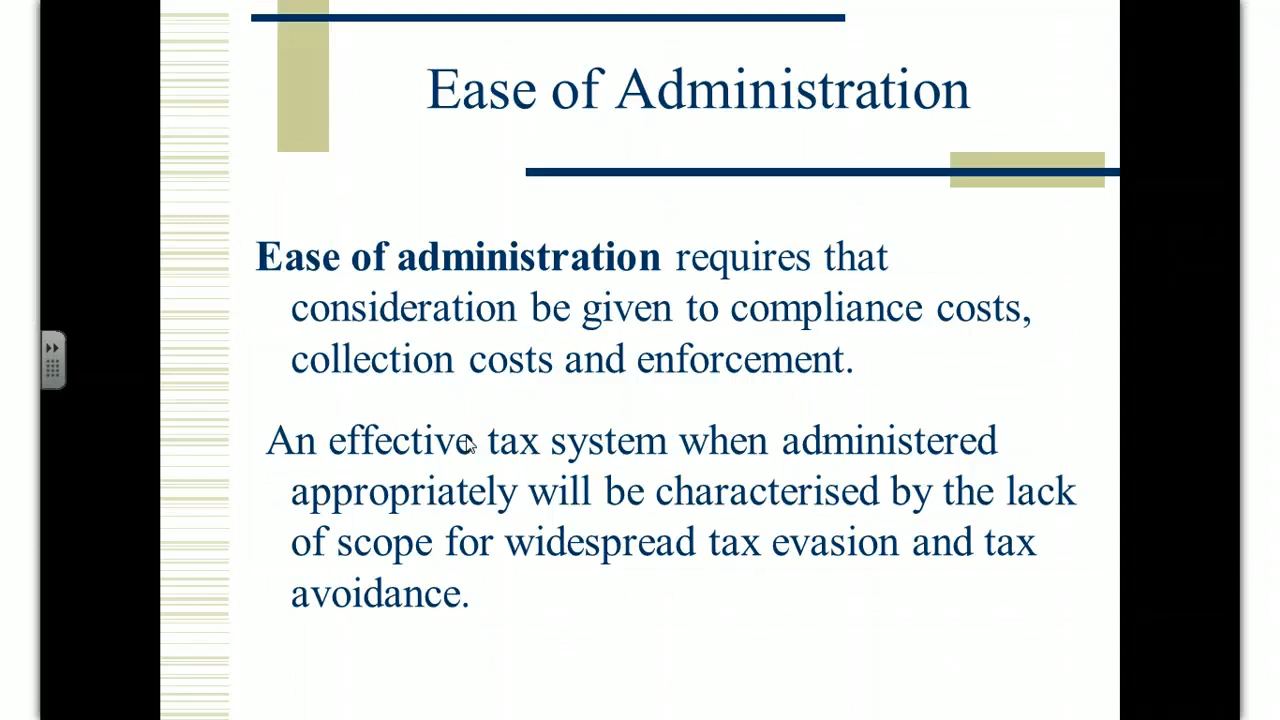 Ease of Administration
Ease of administration requires that
consideration be given to compliance costs,
collection costs and enforcement.
An effective tax system when administered
appropriately will be characterised by the lack
of scope for widespread tax evasion and tax
avoidance.